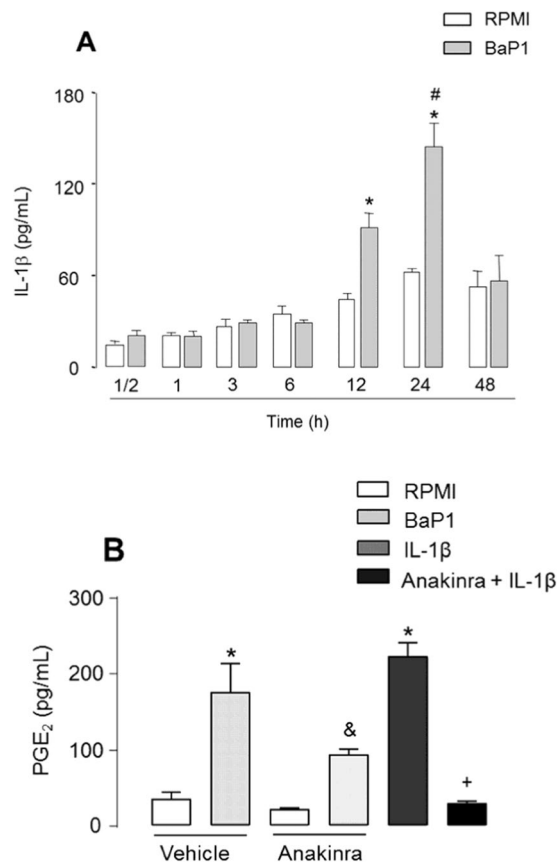 A
RPMI
BaP1
IL-1β (pg/mL)
180
120
60
0
*
#
*
1/2 1 3 6 12 24 48
Time (h)
B
RPMI
BaP1
IL-1β
Anakinra + IL-1β
PGE₂ (pg/mL)
300
200
100
0
*
&
*
+
Vehicle Anakinra